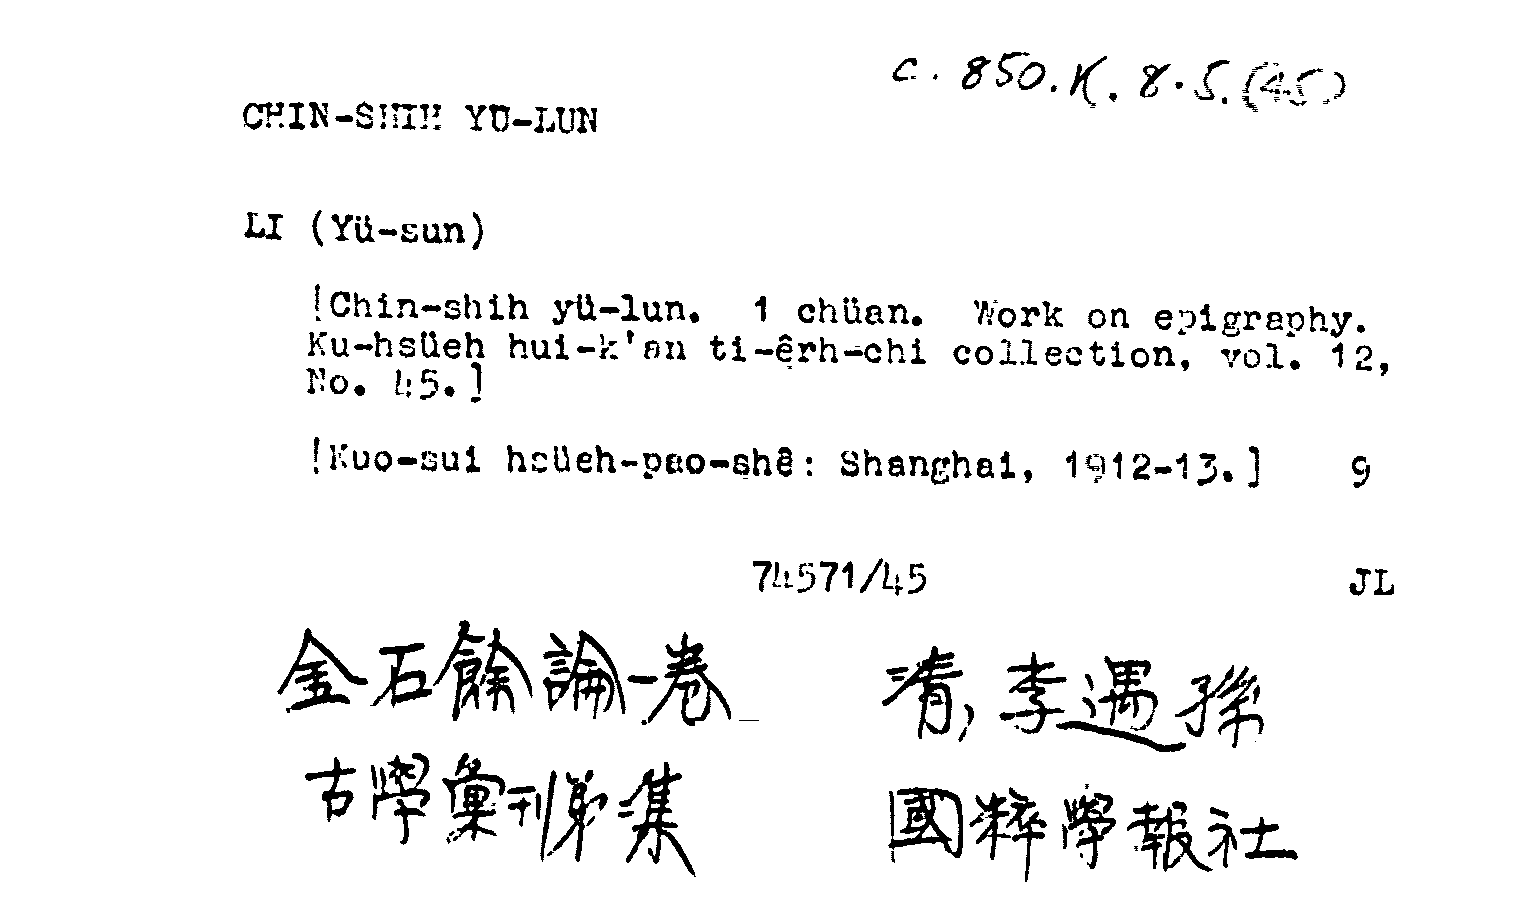 c. 850.K.8.5.(45)
CHIN-SHIH YÜ-LUN
LI (Yü-sun)
[Chin-shih yü-lun. 1 chüan. Work on epigraphy.
Ku-hsüeh hui-k'an ti-êrh-chi collection, vol. 12,
No. 45.]
[Kuo-sui hsüeh-pao-shê: Shanghai, 1912-13.] 9
74571/45 JL
金石餘論一卷 清,李遇孫
古學彙刊第二集 國粹學報社